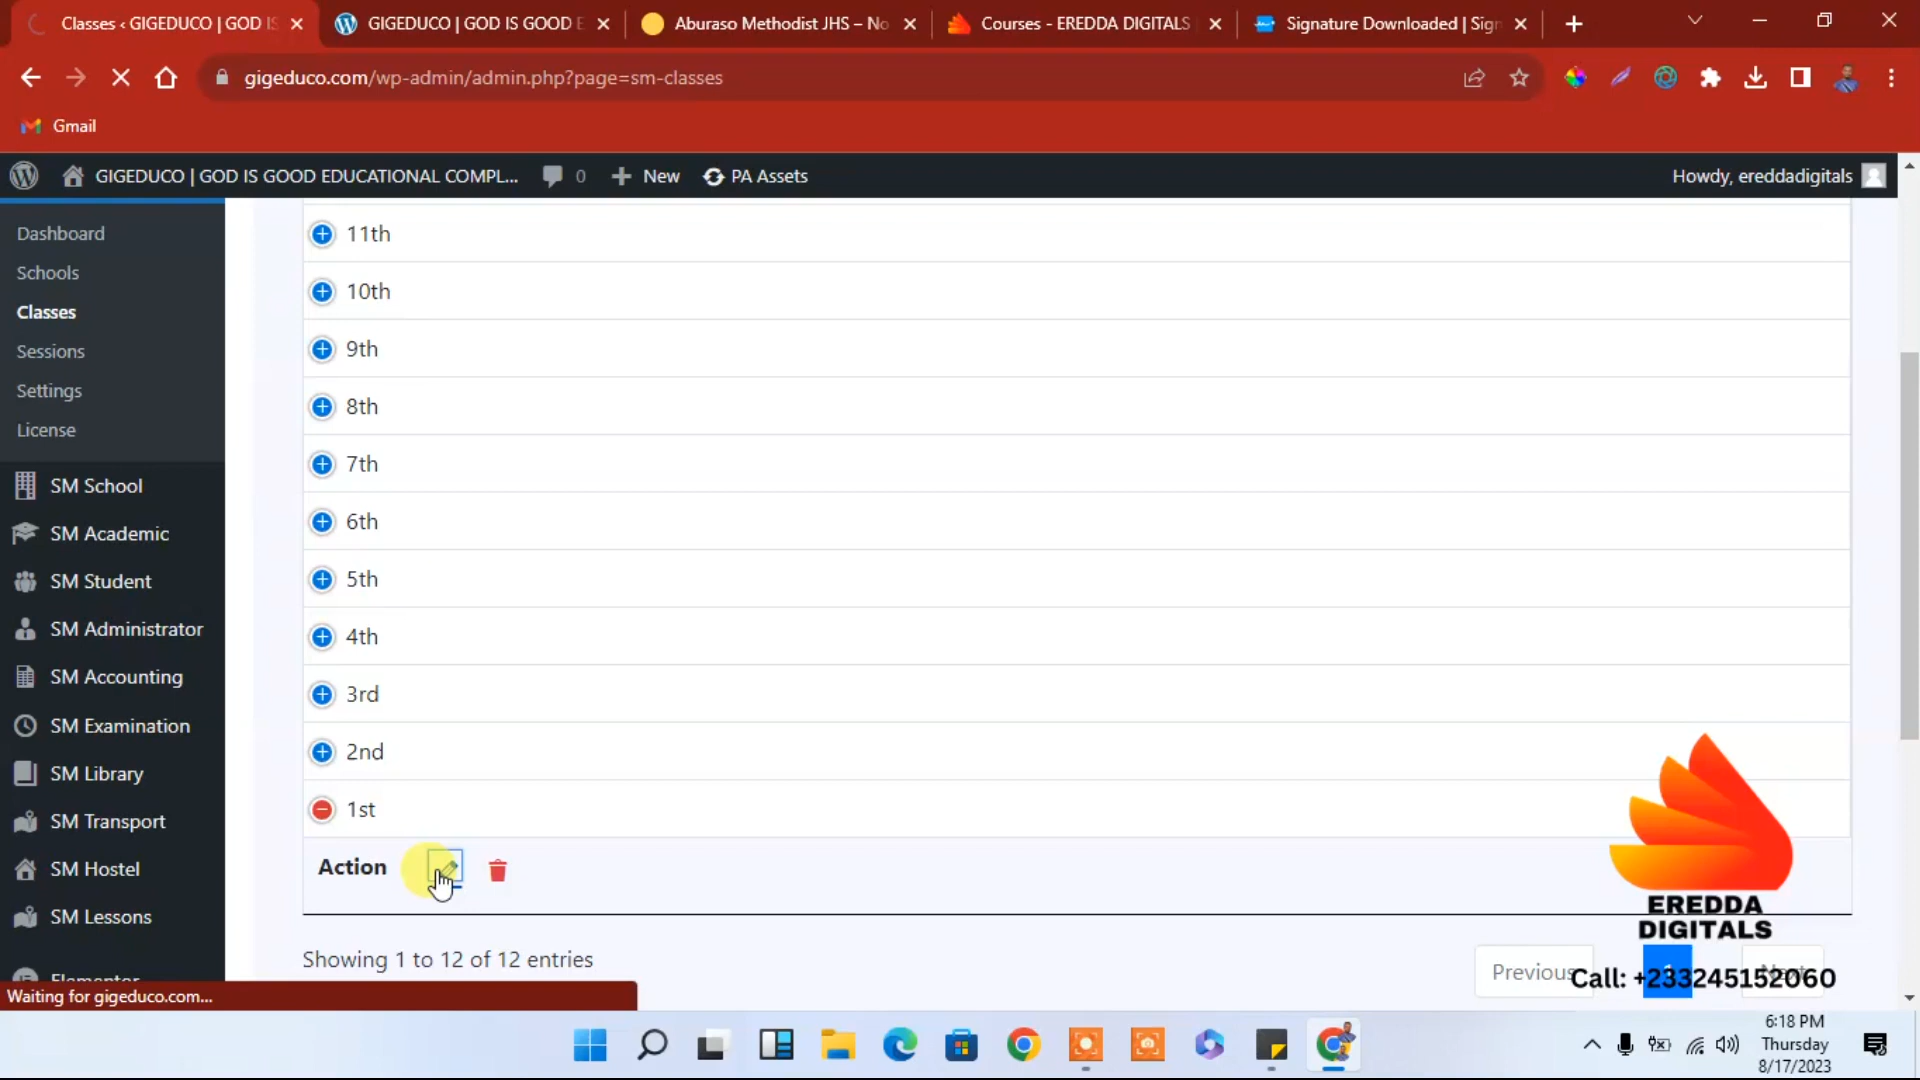 Classes ‹ GIGEDUCO | GOD IS
GIGEDUCO | GOD IS GOOD E
Aburaso Methodist JHS – No
Courses - EREDDA DIGITALS
Signature Downloaded | Sign
gigeduco.com/wp-admin/admin.php?page=sm-classes
Gmail
GIGEDUCO | GOD IS GOOD EDUCATIONAL COMPL...
0
New
PA Assets
Howdy, ereddadigitals
Dashboard
Schools
Classes
Sessions
Settings
License
SM School
SM Academic
SM Student
SM Administrator
SM Accounting
SM Examination
SM Library
SM Transport
SM Hostel
SM Lessons
Elementor
11th
10th
9th
8th
7th
6th
5th
4th
3rd
2nd
1st
Action
Showing 1 to 12 of 12 entries
Previous
Next
EREDDA
DIGITALS
Call: +233245152060
Waiting for gigeduco.com...
6:18 PM
Thursday
8/17/2023